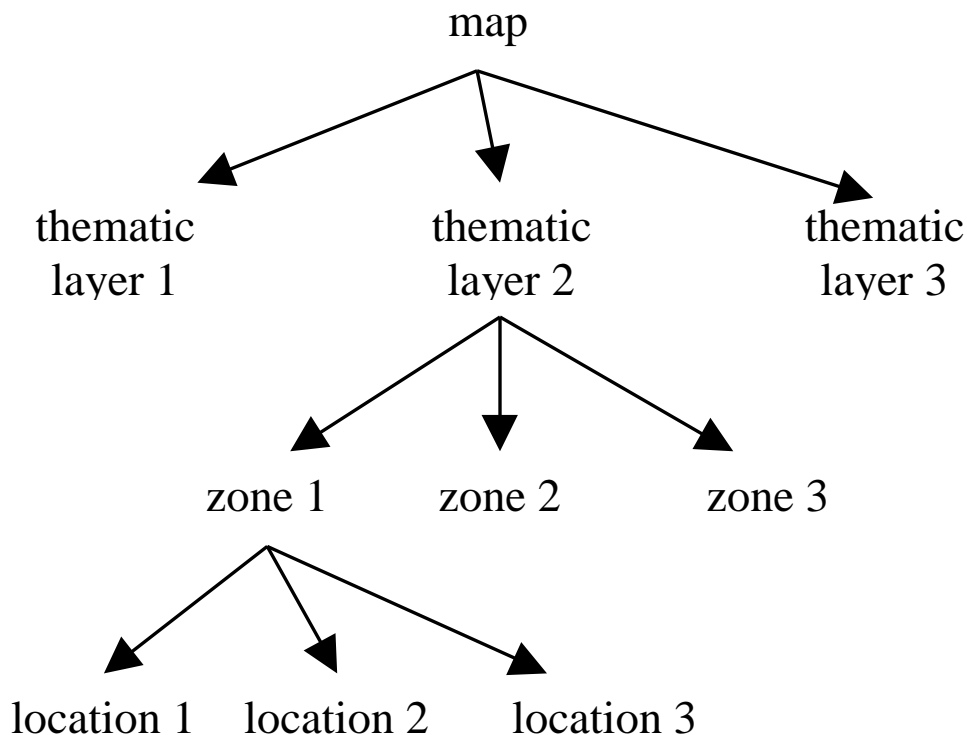 map
thematic
layer 1
thematic
layer 2
thematic
layer 3
zone 1
zone 2
zone 3
location 1
location 2
location 3